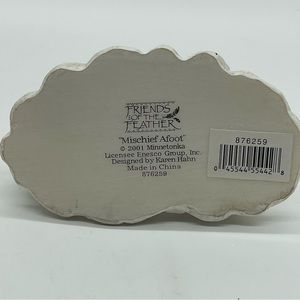 FRIENDS
OF THE
FEATHER
"Mischief Afoot"
© 2001 Minnetonka
Licensee Enesco Group, Inc.
Designed by Karen Hahn
Made in China
876259
876259
0 45544 55442 8